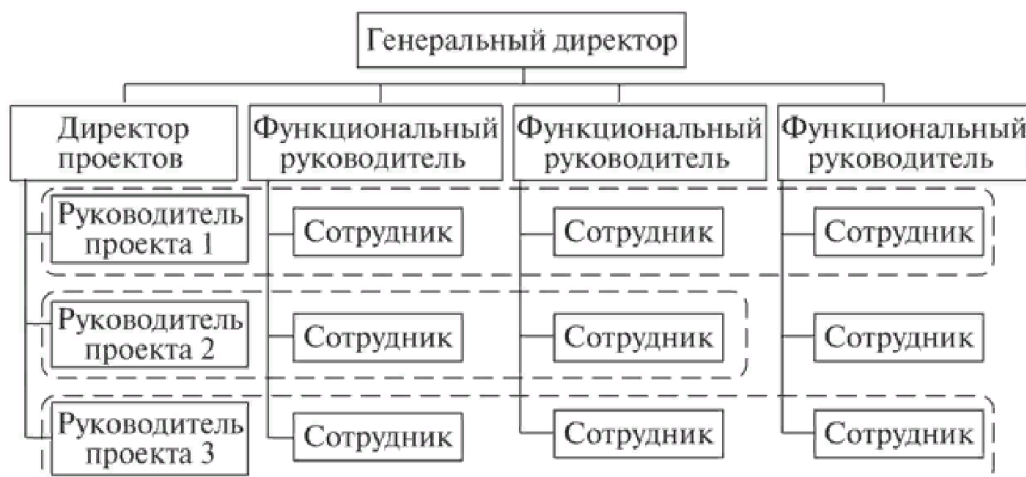 Генеральный директор
Директор
проектов
Функциональный
руководитель
Функциональный
руководитель
Функциональный
руководитель
Руководитель
проекта 1
Сотрудник
Сотрудник
Сотрудник
Руководитель
проекта 2
Сотрудник
Сотрудник
Сотрудник
Руководитель
проекта 3
Сотрудник
Сотрудник
Сотрудник